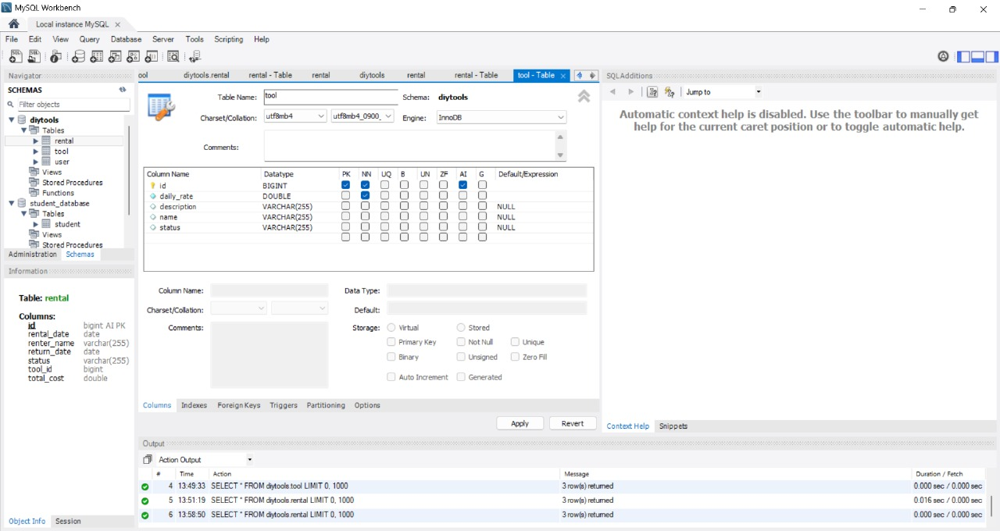 MySQL Workbench
Local instance MySQL
File Edit View Query Database Server Tools Scripting Help
Navigator
SCHEMAS
Filter objects
diytools
Tables
rental
tool
user
Views
Stored Procedures
Functions
student_database
Tables
student
Views
Stored Procedures
Administration Schemas
Information
Table: rental
Columns:
id bigint AI PK
rental_date date
renter_name varchar(255)
return_date date
status varchar(255)
tool_id bigint
total_cost double
Object Info Session
ool diytools.rental rental - Table rental diytools rental rental - Table tool - Table
Table Name: tool Schema: diytools
Charset/Collation: utf8mb4 utf8mb4_0900_ Engine: InnoDB
Comments:
Column Name Datatype PK NN UQ B UN ZF AI G Default/Expression
id BIGINT
daily_rate DOUBLE
description VARCHAR(255) NULL
name VARCHAR(255) NULL
status VARCHAR(255) NULL
Column Name: Data Type:
Charset/Collation: Default:
Comments: Storage: Virtual Stored
Primary Key Not Null Unique
Binary Unsigned Zero Fill
Auto Increment Generated
Columns Indexes Foreign Keys Triggers Partitioning Options
Apply Revert
SQLAdditions
Jump to
Automatic context help is disabled. Use the toolbar to manually get
help for the current caret position or to toggle automatic help.
Context Help Snippets
Output
Action Output
# Time Action Message Duration / Fetch
4 13:49:33 SELECT * FROM diytools.tool LIMIT 0, 1000 3 row(s) returned 0.000 sec / 0.000 sec
5 13:51:19 SELECT * FROM diytools.rental LIMIT 0, 1000 3 row(s) returned 0.016 sec / 0.000 sec
6 13:58:50 SELECT * FROM diytools.rental LIMIT 0, 1000 3 row(s) returned 0.000 sec / 0.000 sec